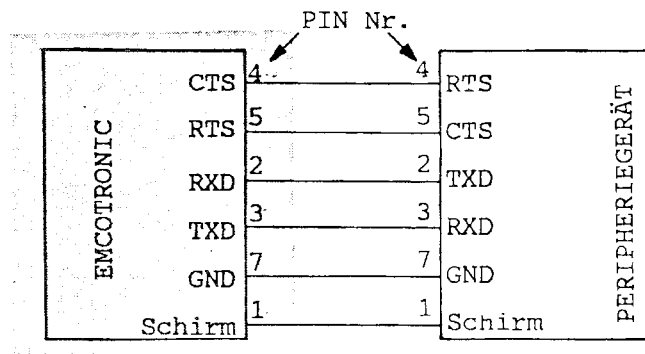 PIN Nr.
EMCOTRONIC
CTS 4 4 RTS
RTS 5 5 CTS
RXD 2 2 TXD
TXD 3 3 RXD
GND 7 7 GND
Schirm 1 1 Schirm
PERIPHERIEGERÄT